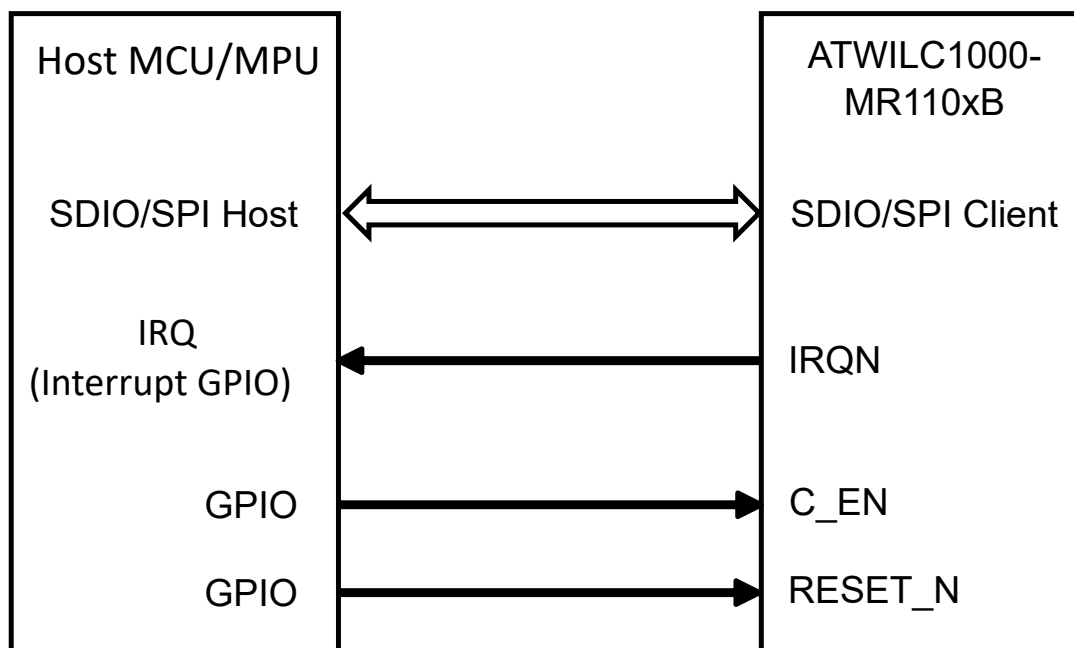 Host MCU/MPU
ATWILC1000-
MR110xB
SDIO/SPI Host
SDIO/SPI Client
IRQ
(Interrupt GPIO)
IRQN
GPIO
C_EN
GPIO
RESET_N